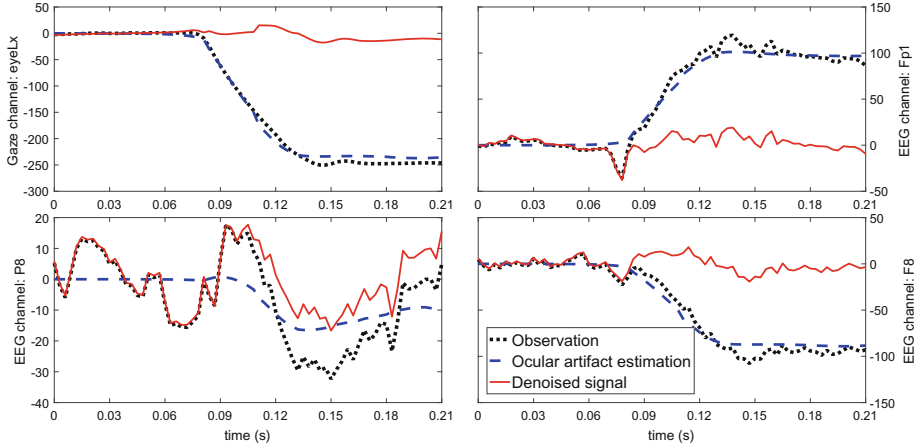 50
0
-50
-100
-150
-200
-250
-300
Gaze channel: eyeLx
0 0.03 0.06 0.09 0.12 0.15 0.18 0.21
150
100
50
0
-50
EEG channel: Fp1
0 0.03 0.06 0.09 0.12 0.15 0.18 0.21
20
10
0
-10
-20
-30
-40
EEG channel: P8
0 0.03 0.06 0.09 0.12 0.15 0.18 0.21
time (s)
50
0
-50
-100
-150
EEG channel: F8
Observation
Ocular artifact estimation
Denoised signal
0 0.03 0.06 0.09 0.12 0.15 0.18 0.21
time (s)